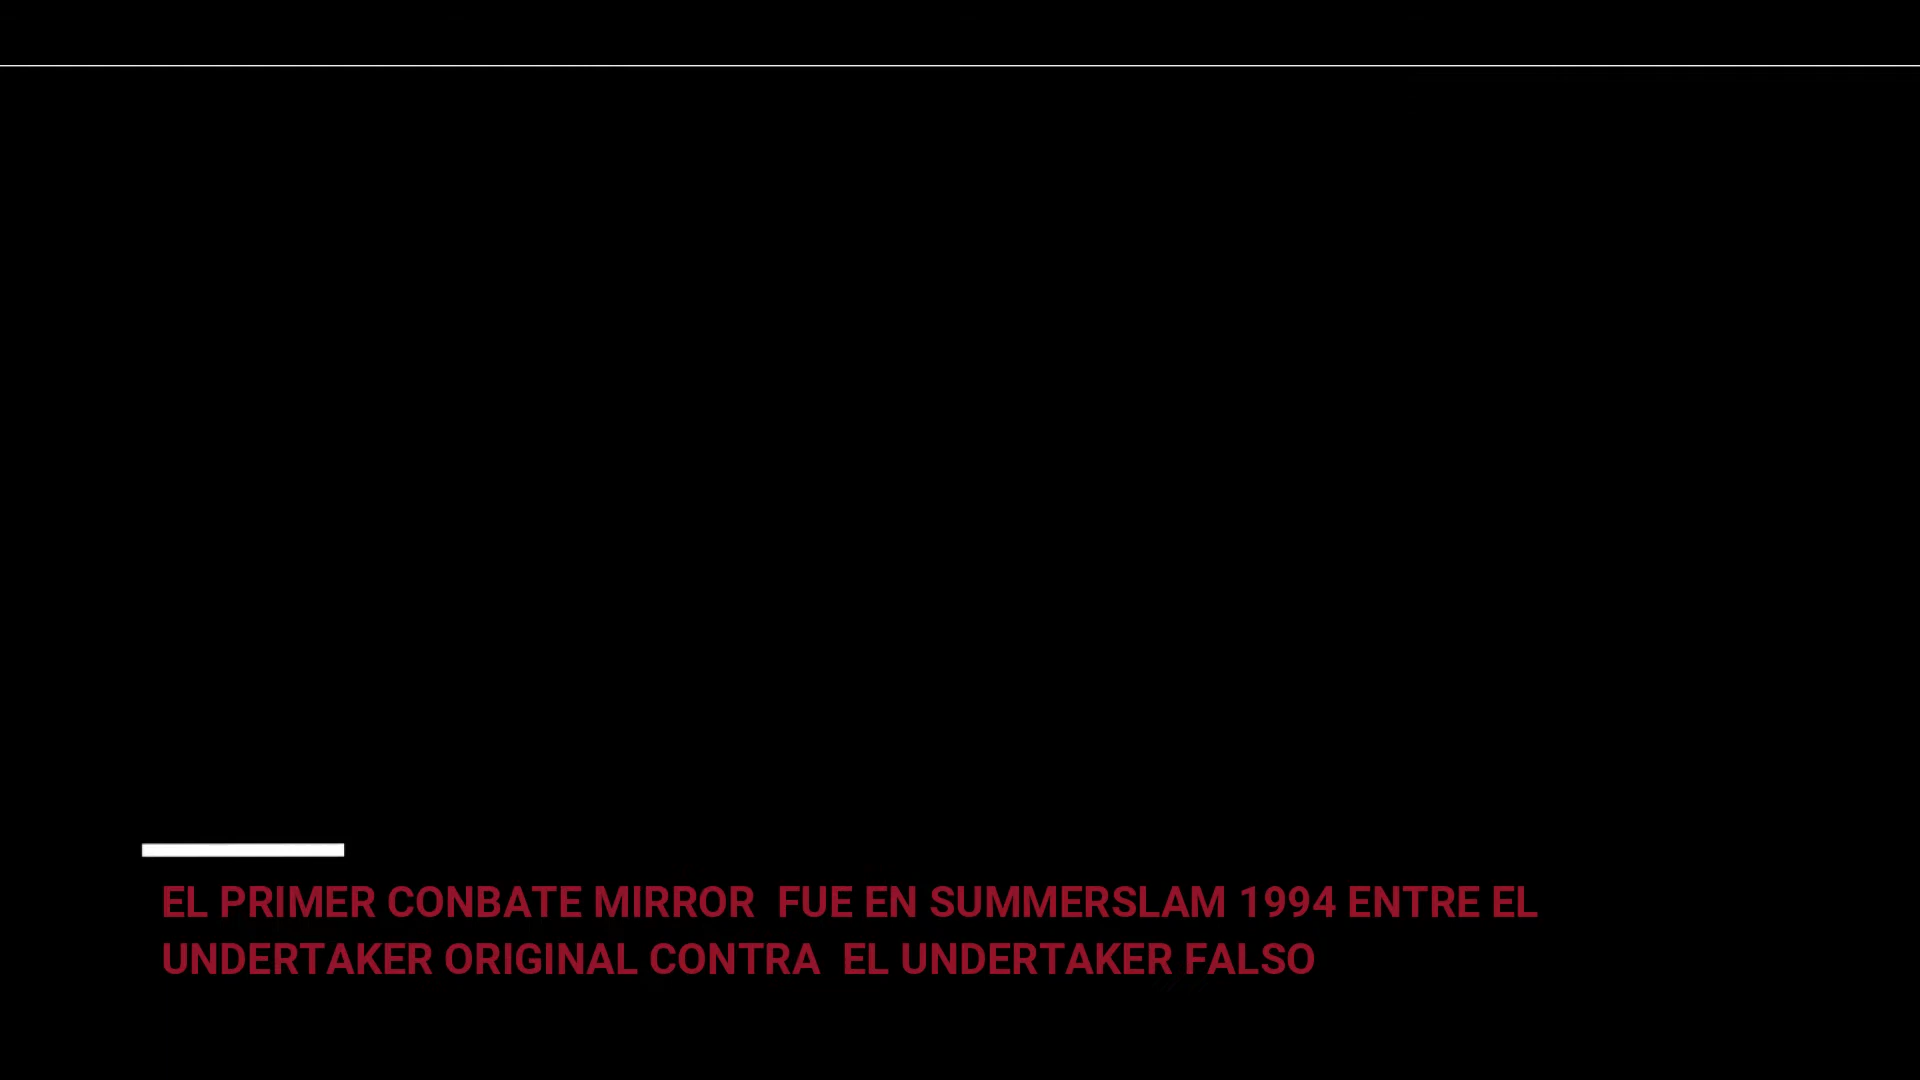 EL PRIMER CONBATE MIRROR  FUE EN SUMMERSLAM 1994 ENTRE EL
UNDERTAKER ORIGINAL CONTRA  EL UNDERTAKER FALSO